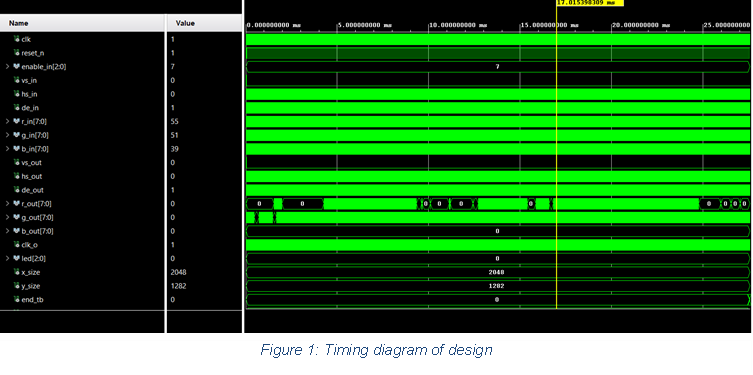 17.015398309 ms
Name Value 0.000000000 ms 5.000000000 ms 10.000000000 ms 15.000000000 ms 20.000000000 ms 25.000000000
clk 1
reset_n 1
enable_in[2:0] 7 7
vs_in 0
hs_in 0
de_in 1
r_in[7:0] 55
g_in[7:0] 51
b_in[7:0] 39
vs_out 0
hs_out 0
de_out 1
r_out[7:0] 0 0 0 0 0 0 0 0 0 0 0
g_out[7:0] 0
b_out[7:0] 0 0
clk_o 1
led[2:0] 0 0
x_size 2048 2048
y_size 1282 1282
end_tb 0 0
Figure 1: Timing diagram of design